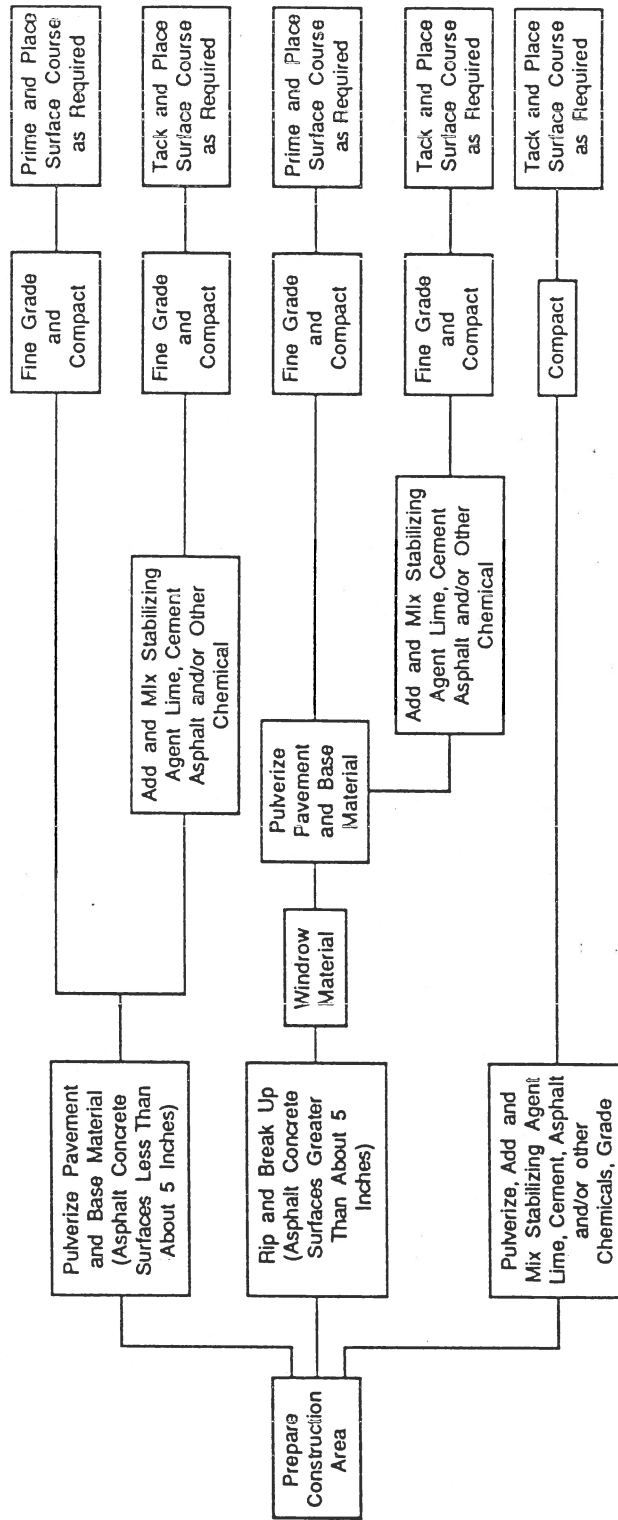 Prepare
Construction
Area
Pulverize Pavement
and Base Material
(Asphalt Concrete
Surfaces Less Than
About 5 Inches)
Fine Grade
and
Compact
Prime and Place
Surface Course
as Required
Add and MIx Stabilizing
Agent Lime, Cement
Asphalt and/or Other
Chemical
Fine Grade
and
Compact
Tack and Place
Surface Course
as Required
Rip and Break Up
(Asphalt Concrete
Surfaces Greater
Than About 5
Inches)
Windrow
Material
Pulverize
Pavement
and Base
Material
Fine Grade
and
Compact
Prime and Place
Surface Course
as Required
Add and MIx Stabilizing
Agent Lime, Cement
Asphalt and/or Other
Chemical
Fine Grade
and
Compact
Tack and Place
Surface Course
as Required
Pulverize, Add and
Mix Stabilizing Agent
Lime, Cement, Asphalt
and/or other
Chemicals, Grade
Compact
Tack and Place
Surface Course
as Required